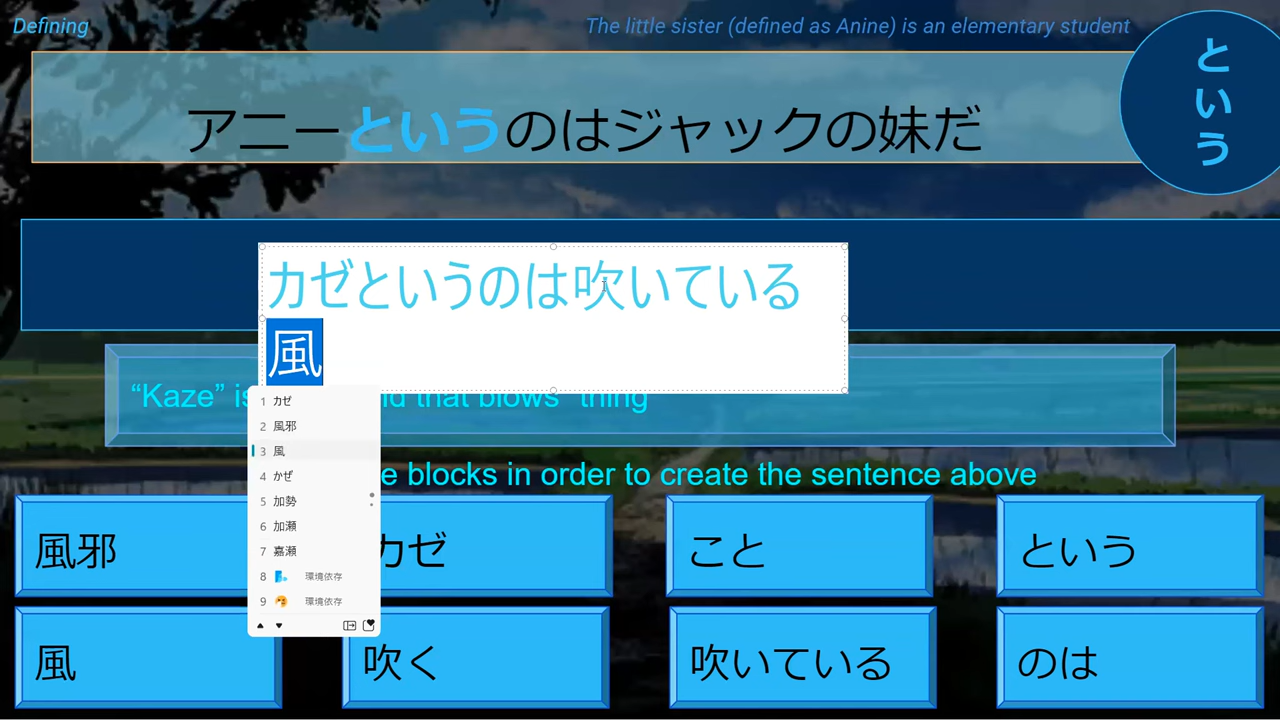 Defining
The little sister (defined as Anine) is an elementary student
と
い
う
アニーというのはジャックの妹だ
カゼというのは吹いている
風
“Kaze” is nd that blows” thing
e blocks in order to create the sentence above
1 カゼ
2 風邪
3 風
4 かぜ
5 加勢
6 加瀬
7 嘉瀬
8 環境依存
9 環境依存
風邪
カゼ
こと
という
風
吹く
吹いている
のは